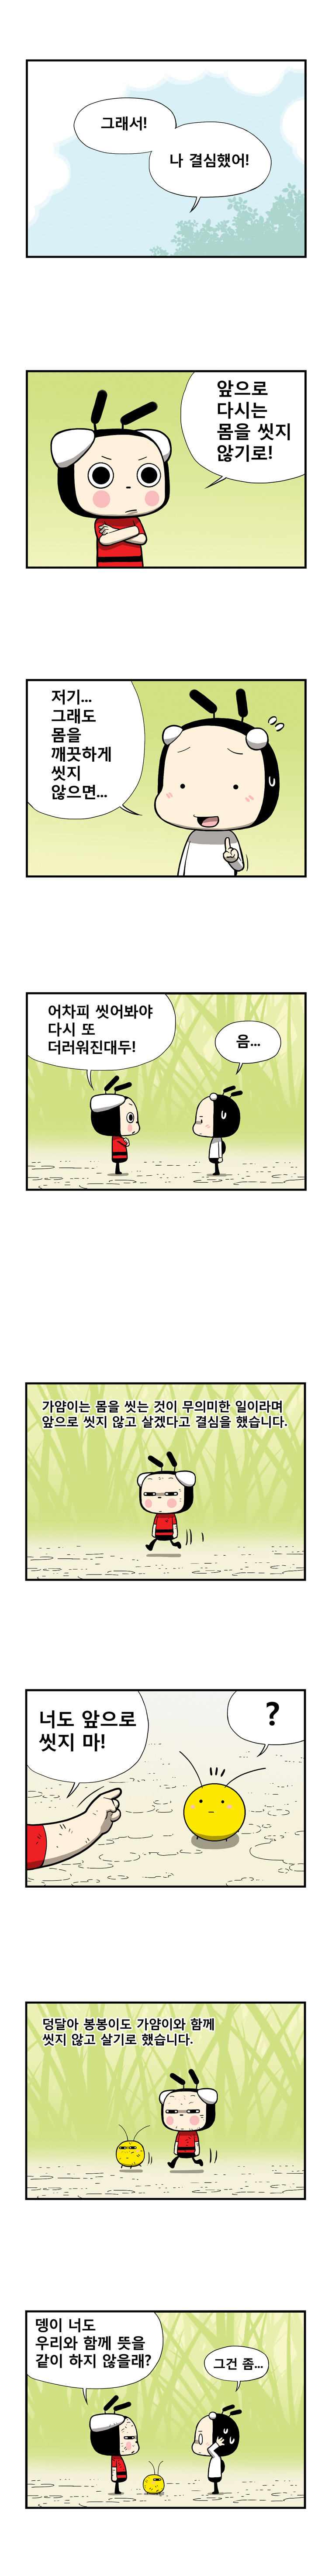 그래서!
나 결심했어!
앞으로
다시는
몸을 씻지
않기로!
저기...
그래도
몸을
깨끗하게
씻지
않으면...
어차피 씻어봐야
다시 또
더러워진대두!
음...
가얌이는 몸을 씻는 것이 무의미한 일이라며
앞으로 씻지 않고 살겠다고 결심을 했습니다.
너도 앞으로
씻지 마!
?
덩달아 봉봉이도 가얌이와 함께
씻지 않고 살기로 했습니다.
뎅이 너도
우리와 함께 뜻을
같이 하지 않을래?
그건 좀...